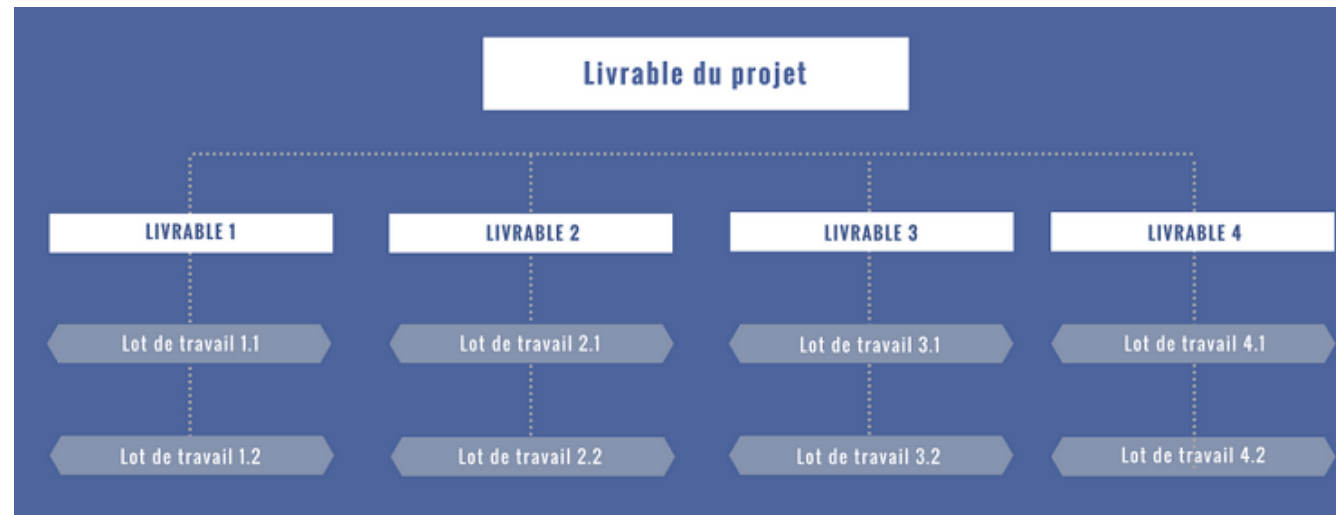 Livrable du projet
LIVRABLE 1
LIVRABLE 2
LIVRABLE 3
LIVRABLE 4
Lot de travail 1.1
Lot de travail 2.1
Lot de travail 3.1
Lot de travail 4.1
Lot de travail 1.2
Lot de travail 2.2
Lot de travail 3.2
Lot de travail 4.2